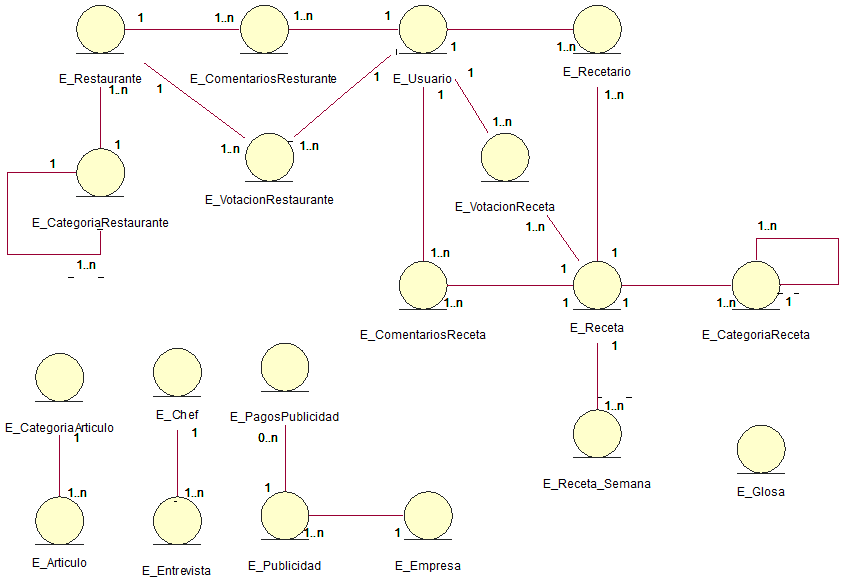 1
1..n
1..n
1
1
1..n
E_Restaurante
E_ComentariosResturante
E_Usuario
E_Recetario
1..n
1
1
1
1
1..n
1
1..n
1..n
1..n
1
1
E_VotacionRestaurante
E_VotacionReceta
E_CategoriaRestaurante
1..n
1..n
1..n
1
1..n
1
1..n
1
1
1..n
1
E_ComentariosReceta
E_Receta
E_CategoriaReceta
1
1..n
E_CategoriaArticulo
E_Chef
E_PagosPublicidad
1
1
0..n
E_Receta_Semana
E_Glosa
1..n
1..n
1
1..n
1
E_Articulo
E_Entrevista
E_Publicidad
E_Empresa